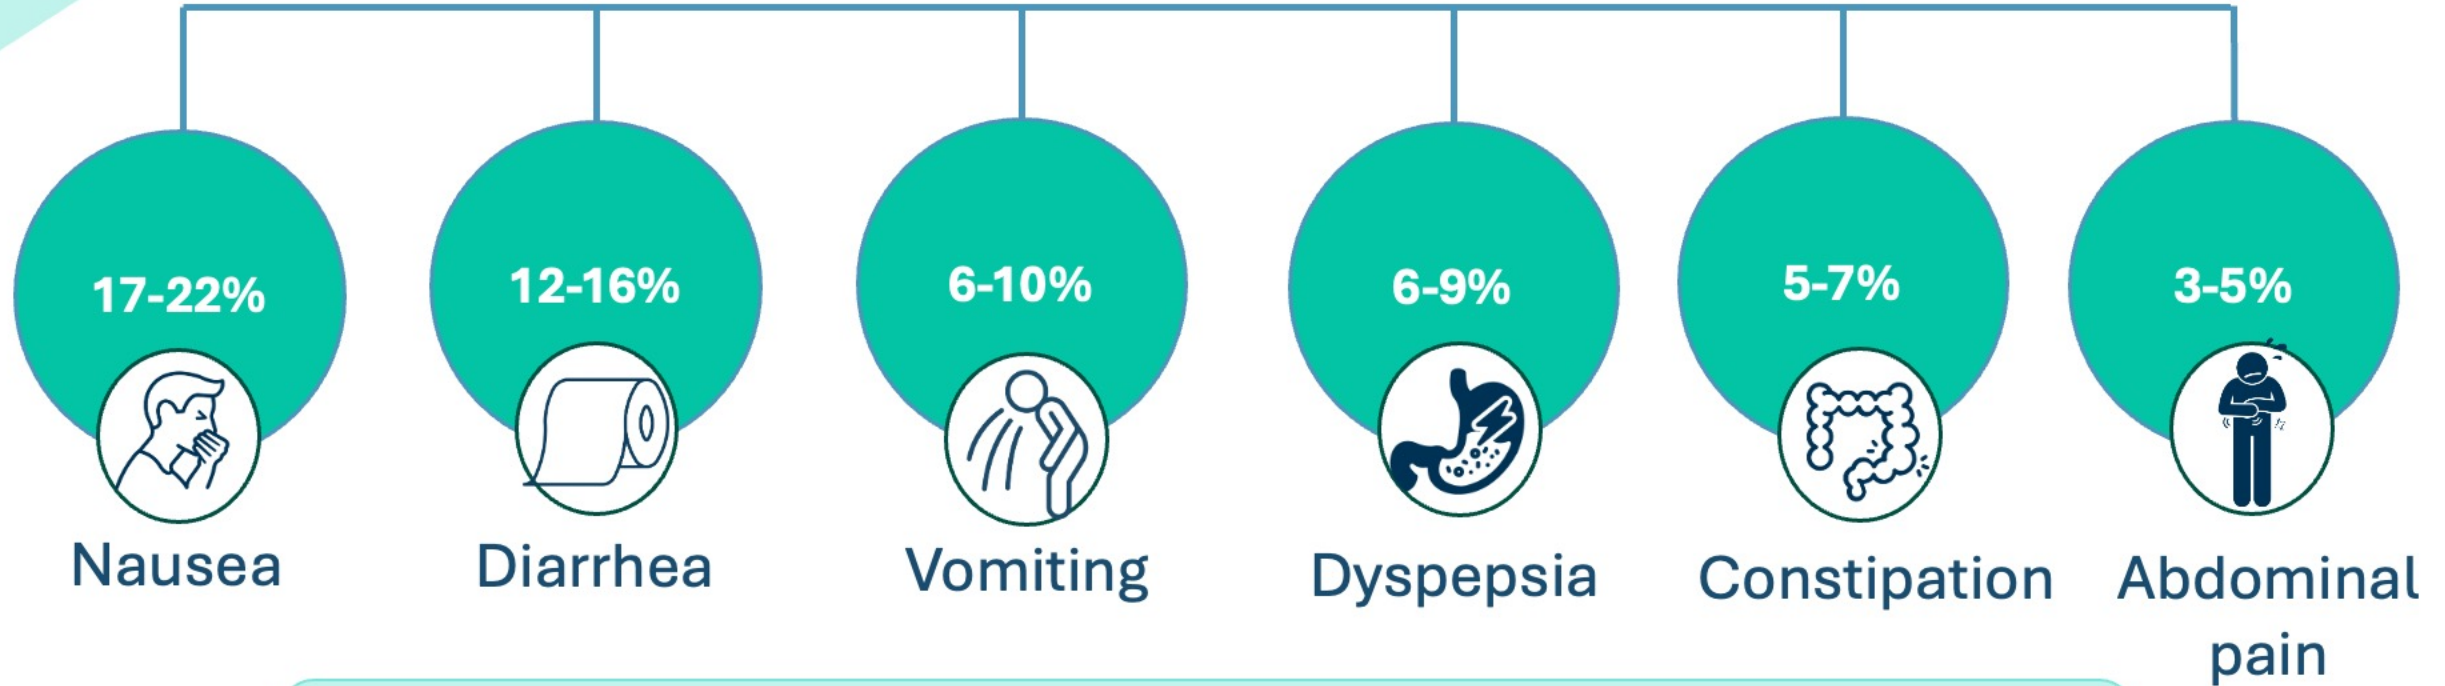 17-22%
12-16%
6-10%
6-9%
5-7%
3-5%
Nausea
Diarrhea
Vomiting
Dyspepsia
Constipation
Abdominal
pain